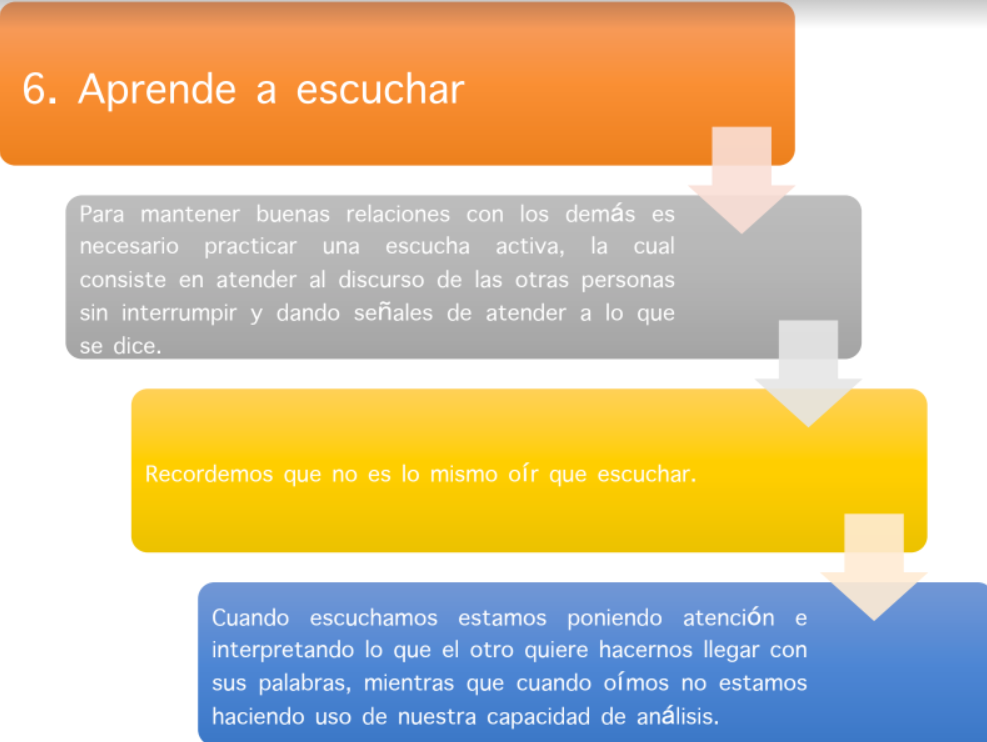 6. Aprende a escuchar
Para mantener buenas relaciones con los demás es
necesario practicar una escucha activa, la cual
consiste en atender al discurso de las otras personas
sin interrumpir y dando señales de atender a lo que
se dice.
Recordemos que no es lo mismo oír que escuchar.
Cuando escuchamos estamos poniendo atención e
interpretando lo que el otro quiere hacernos llegar con
sus palabras, mientras que cuando oímos no estamos
haciendo uso de nuestra capacidad de análisis.